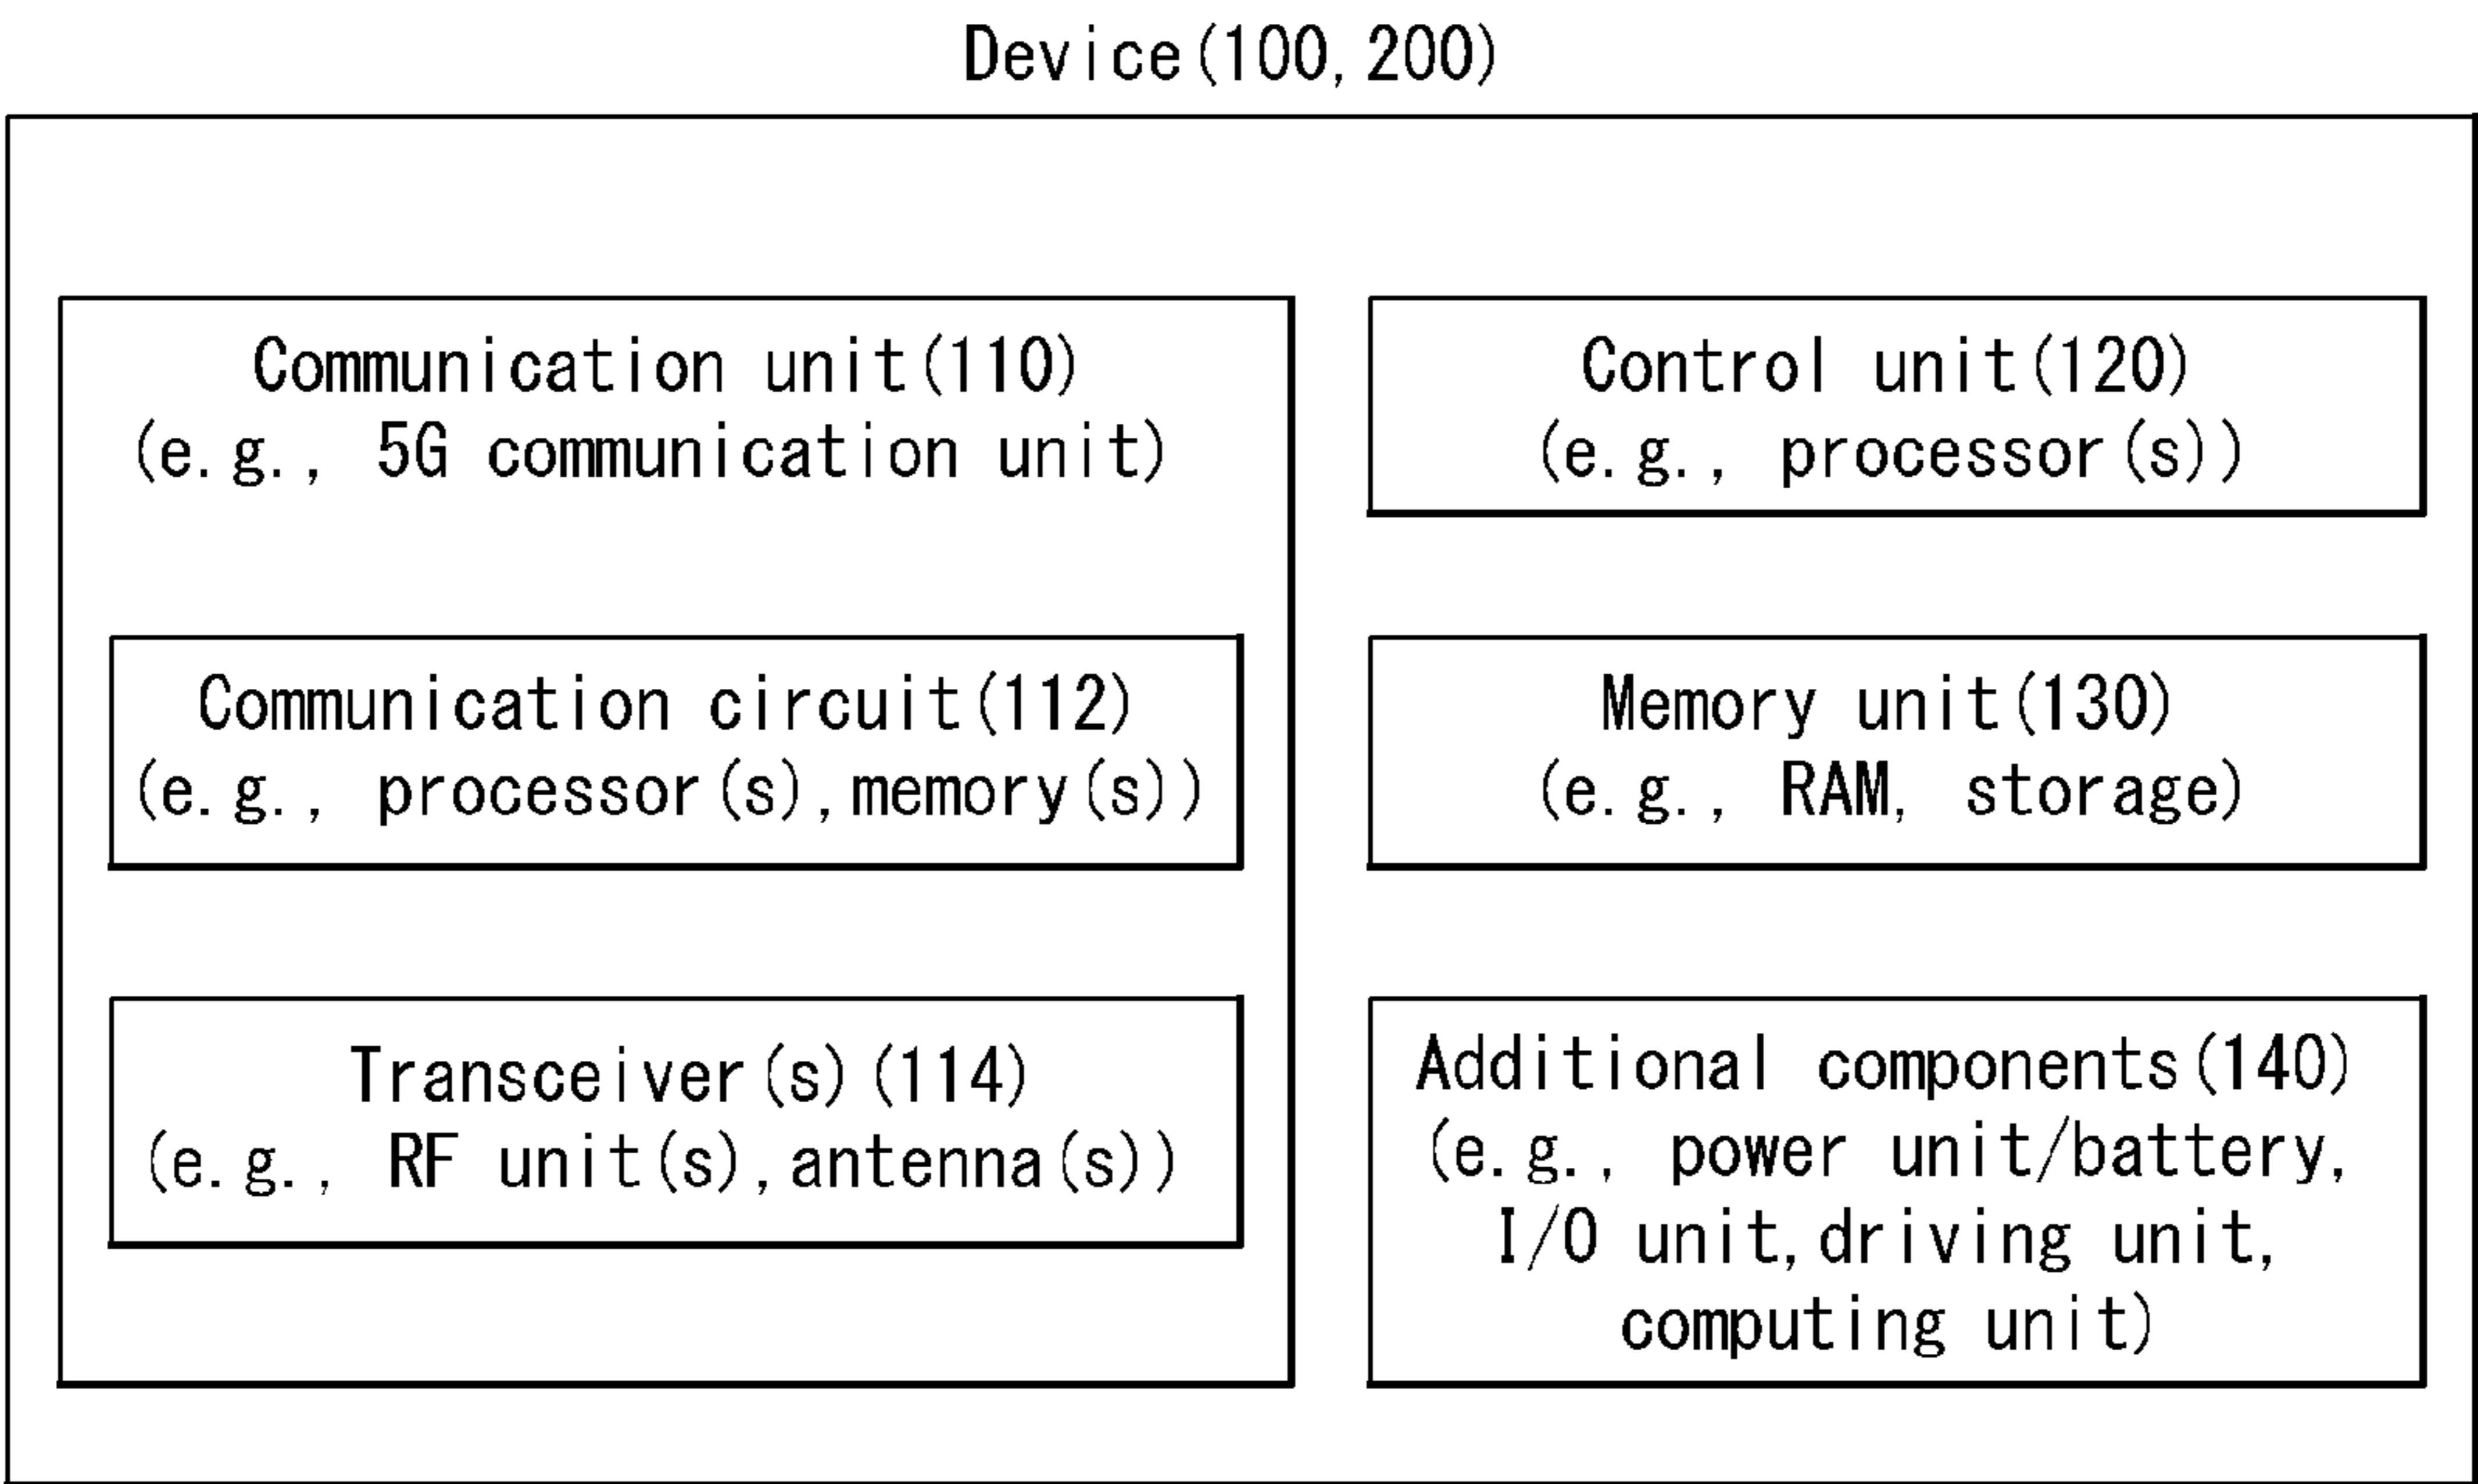 Device(100,200)
Communication unit(110)
(e.g., 5G communication unit)
Communication circuit(112)
(e.g., processor(s),memory(s))
Transceiver(s)(114)
(e.g., RF unit(s),antenna(s))
Control unit(120)
(e.g., processor(s))
Memory unit(130)
(e.g., RAM, storage)
Additional components(140)
(e.g., power unit/battery,
I/O unit,driving unit,
computing unit)